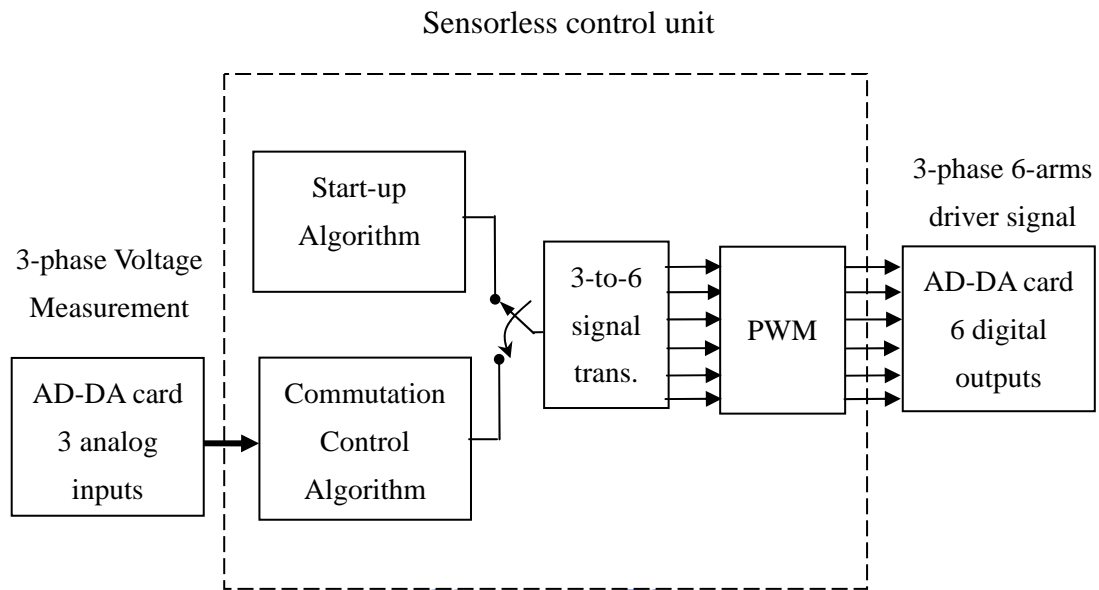 Sensorless control unit
3-phase Voltage
Measurement
AD-DA card
3 analog
inputs
Start-up
Algorithm
Commutation
Control
Algorithm
3-to-6
signal
trans.
PWM
3-phase 6-arms
driver signal
AD-DA card
6 digital
outputs